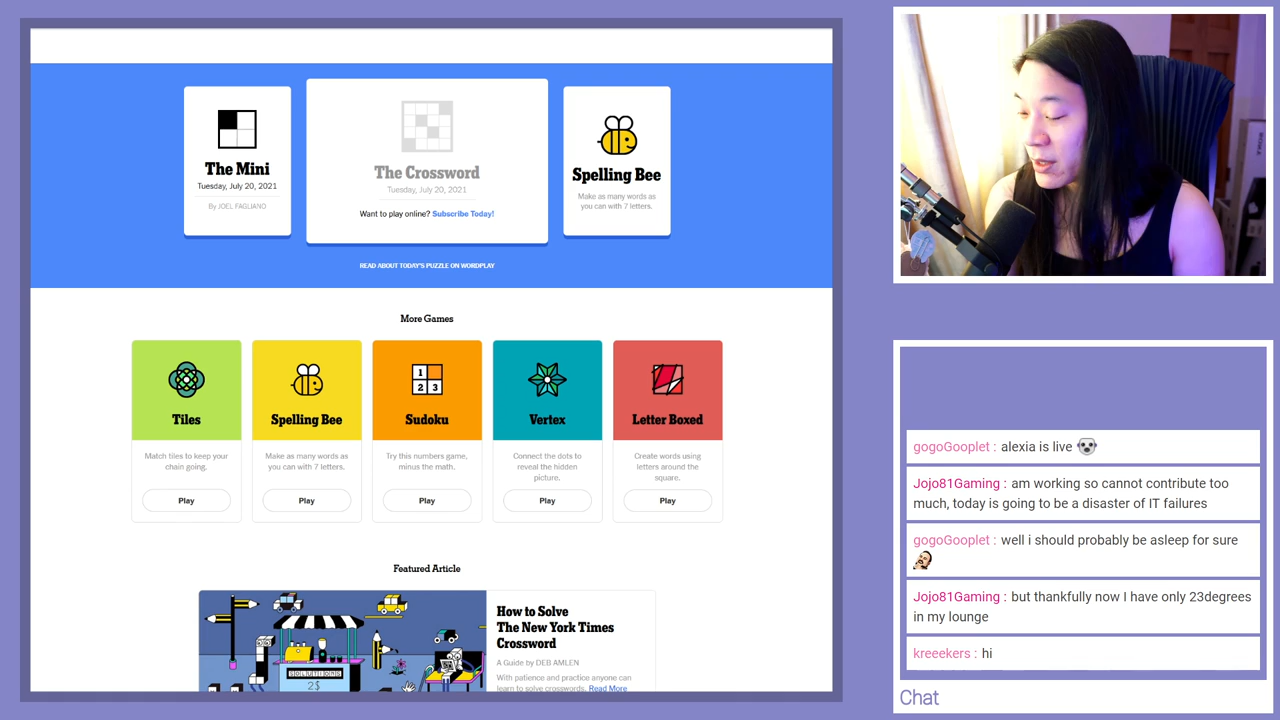 The Mini
Tuesday, July 20, 2021
By JOEL FAGLIANO
The Crossword
Tuesday, July 20, 2021
Want to play online? Subscribe Today!
Spelling Bee
Make as many words as
you can with 7 letters.
READ ABOUT TODAY'S PUZZLE ON WORDPLAY
More Games
Tiles
Match tiles to keep your
chain going.
Play
Spelling Bee
Make as many words as
you can with 7 letters.
Play
1
2 3
Sudoku
Try this numbers game,
minus the math.
Play
Vertex
Connect the dots to
reveal the hidden
picture.
Play
Letter Boxed
Create words using
letters around the
square.
Play
Featured Article
SOLUTIONS
2$
How to Solve
The New York Times
Crossword
A Guide by DEB AMLEN
With patience and practice anyone can
learn to solve crosswords. Read More
gogoGooplet : alexia is live
Jojo81Gaming : am working so cannot contribute too
much, today is going to be a disaster of IT failures
gogoGooplet : well i should probably be asleep for sure
Jojo81Gaming : but thankfully now I have only 23degrees
in my lounge
kreeekers : hi
Chat